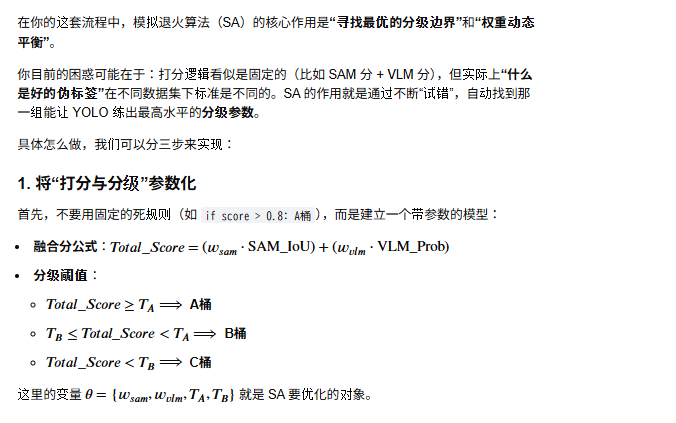 在你的这套流程中，模拟退火算法（SA）的核心作用是“寻找最优的分级边界”和“权重动态
平衡”。
你目前的困惑可能在于：打分逻辑看似是固定的（比如 SAM 分 + VLM 分），但实际上“什么
是好的伪标签”在不同数据集下标准是不同的。SA 的作用就是通过不断“试错”，自动找到那
一组能让 YOLO 练出最高水平的分级参数。
具体怎么做，我们可以分三步来实现：
1. 将“打分与分级”参数化
首先，不要用固定的死规则（如 if score > 0.8: A桶 ），而是建立一个带参数的模型：
• 融合分公式：Total_Score = (w_sam · SAM_IoU) + (w_vlm · VLM_Prob)
• 分级阈值：
◦ Total_Score ≥ T_A ⟹ A桶
◦ T_B ≤ Total_Score < T_A ⟹ B桶
◦ Total_Score < T_B ⟹ C桶
这里的变量 θ = {w_sam, w_vlm, T_A, T_B} 就是 SA 要优化的对象。